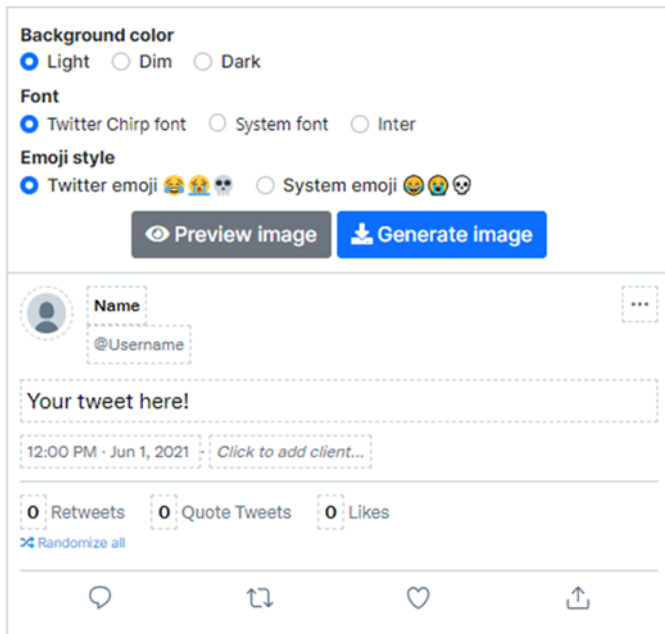 Background color
Light Dim Dark
Font
Twitter Chirp font System font Inter
Emoji style
Twitter emoji 😂😭💀 System emoji 😂😭💀
Preview image Generate image
Name
@Username
Your tweet here!
12:00 PM · Jun 1, 2021 · Click to add client...
0 Retweets 0 Quote Tweets 0 Likes
Randomize all